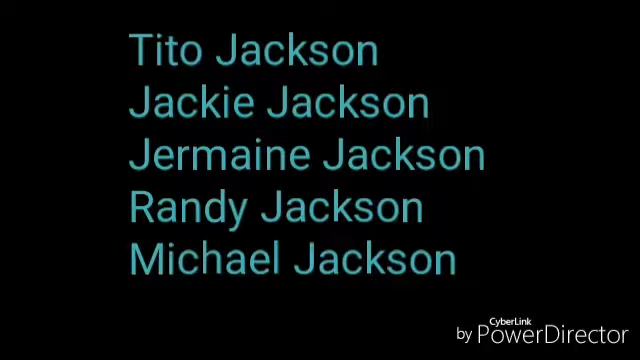 Tito Jackson
Jackie Jackson
Jermaine Jackson
Randy Jackson
Michael Jackson
CyberLink
by PowerDirector